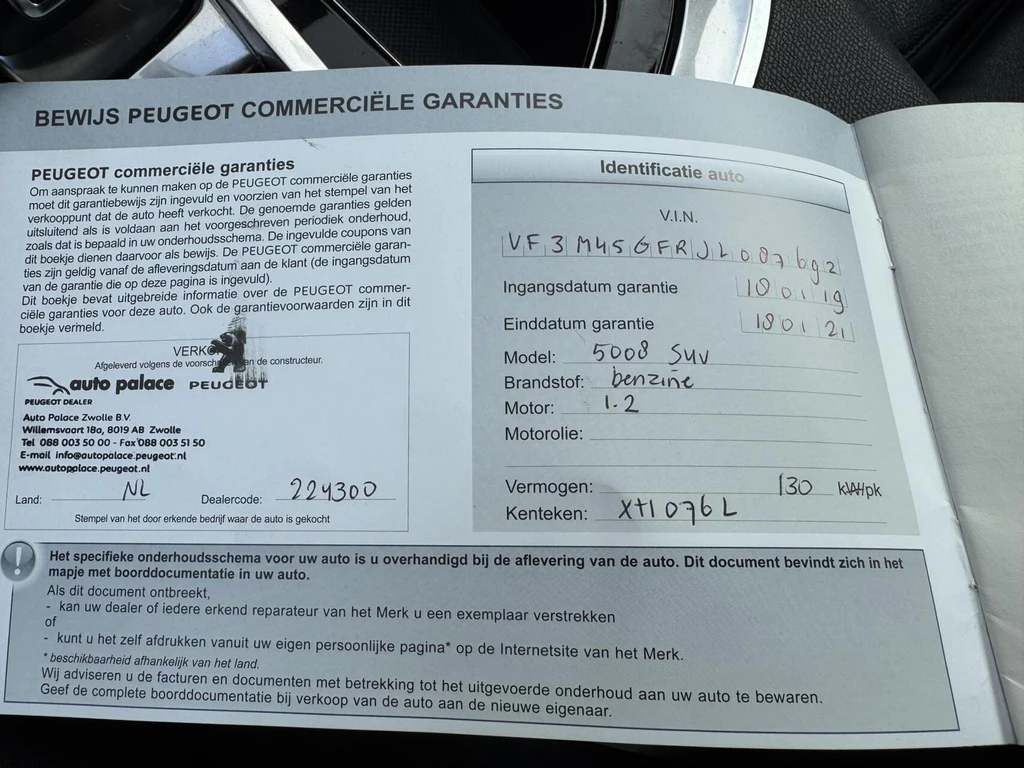 BEWIJS PEUGEOT COMMERCIËLE GARANTIES
PEUGEOT commerciële garanties
Om aanspraak te kunnen maken op de PEUGEOT commerciële garanties
moet dit garantiebewijs zijn ingevuld en voorzien van het stempel van het
verkooppunt dat de auto heeft verkocht. De genoemde garanties gelden
uitsluitend als is voldaan aan het voorgeschreven periodiek onderhoud,
zoals dat is bepaald in uw onderhoudsschema. De ingevulde coupons van
dit boekje dienen daarvoor als bewijs. De PEUGEOT commerciële garan-
ties zijn geldig vanaf de afleveringsdatum aan de klant (de ingangsdatum
van de garantie die op deze pagina is ingevuld).
Dit boekje bevat uitgebreide informatie over de PEUGEOT commer-
ciële garanties voor deze auto. Ook de garantievoorwaarden zijn in dit
boekje vermeld.
Afgeleverd volgens de
de constructeur.
auto palace PEUGEOT
PEUGEOT DEALER
Auto Palace Zwolle B.V.
Willemsvaart 18a, 8019 AB Zwolle
Tel 088 003 50 00 - Fax 088 003 51 50
E-mail info@autopalace.peugeot.nl
www.autopalace.peugeot.nl
Land: NL Dealercode: 224300
Stempel van het door erkende bedrijf waar de auto is gekocht
Identificatie auto
V.I.N.
VF3M45GFRJL087692
Ingangsdatum garantie 180119
Einddatum garantie 180121
Model: 5008 SUV
Brandstof: benzine
Motor: 1.2
Motorolie:
Vermogen: 130 kW/pk
Kenteken: XH076L
Het specifieke onderhoudsschema voor uw auto is u overhandigd bij de aflevering van de auto. Dit document bevindt zich in het
mapje met boorddocumentatie in uw auto.
Als dit document ontbreekt,
- kan uw dealer of iedere erkend reparateur van het Merk u een exemplaar verstrekken
of
- kunt u het zelf afdrukken vanuit uw eigen persoonlijke pagina* op de Internetsite van het Merk.
* beschikbaarheid afhankelijk van het land.
Wij adviseren u de facturen en documenten met betrekking tot het uitgevoerde onderhoud aan uw auto te bewaren.
Geef de complete boorddocumentatie bij verkoop van de auto aan de nieuwe eigenaar.